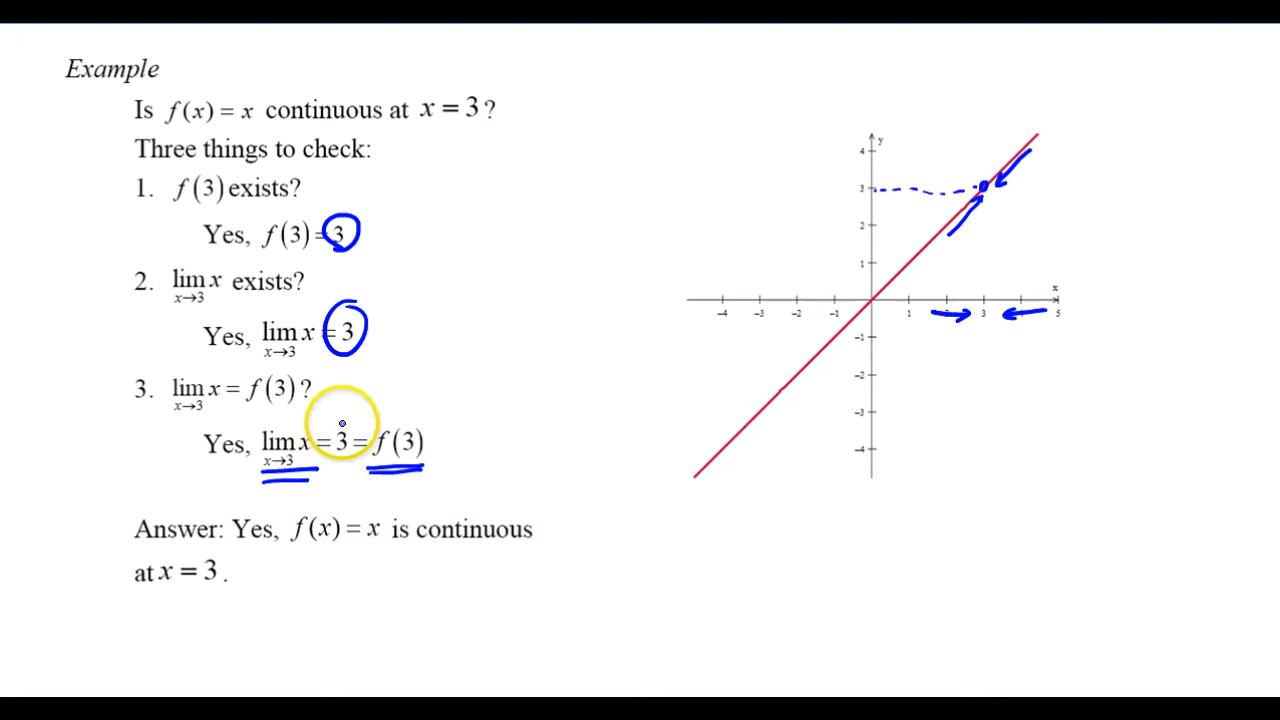 Example
Is f(x) = x continuous at x = 3?
Three things to check:
1. f(3) exists?
Yes, f(3) = 3
2. lim x→3 x exists?
Yes, lim x→3 x = 3
3. lim x→3 x = f(3)?
Yes, lim x→3 x = 3 = f(3)
Answer: Yes, f(x) = x is continuous
at x = 3.
y
4
3
2
1
x
-4 -3 -2 -1 1 2 3 4 5
-1
-2
-3
-4